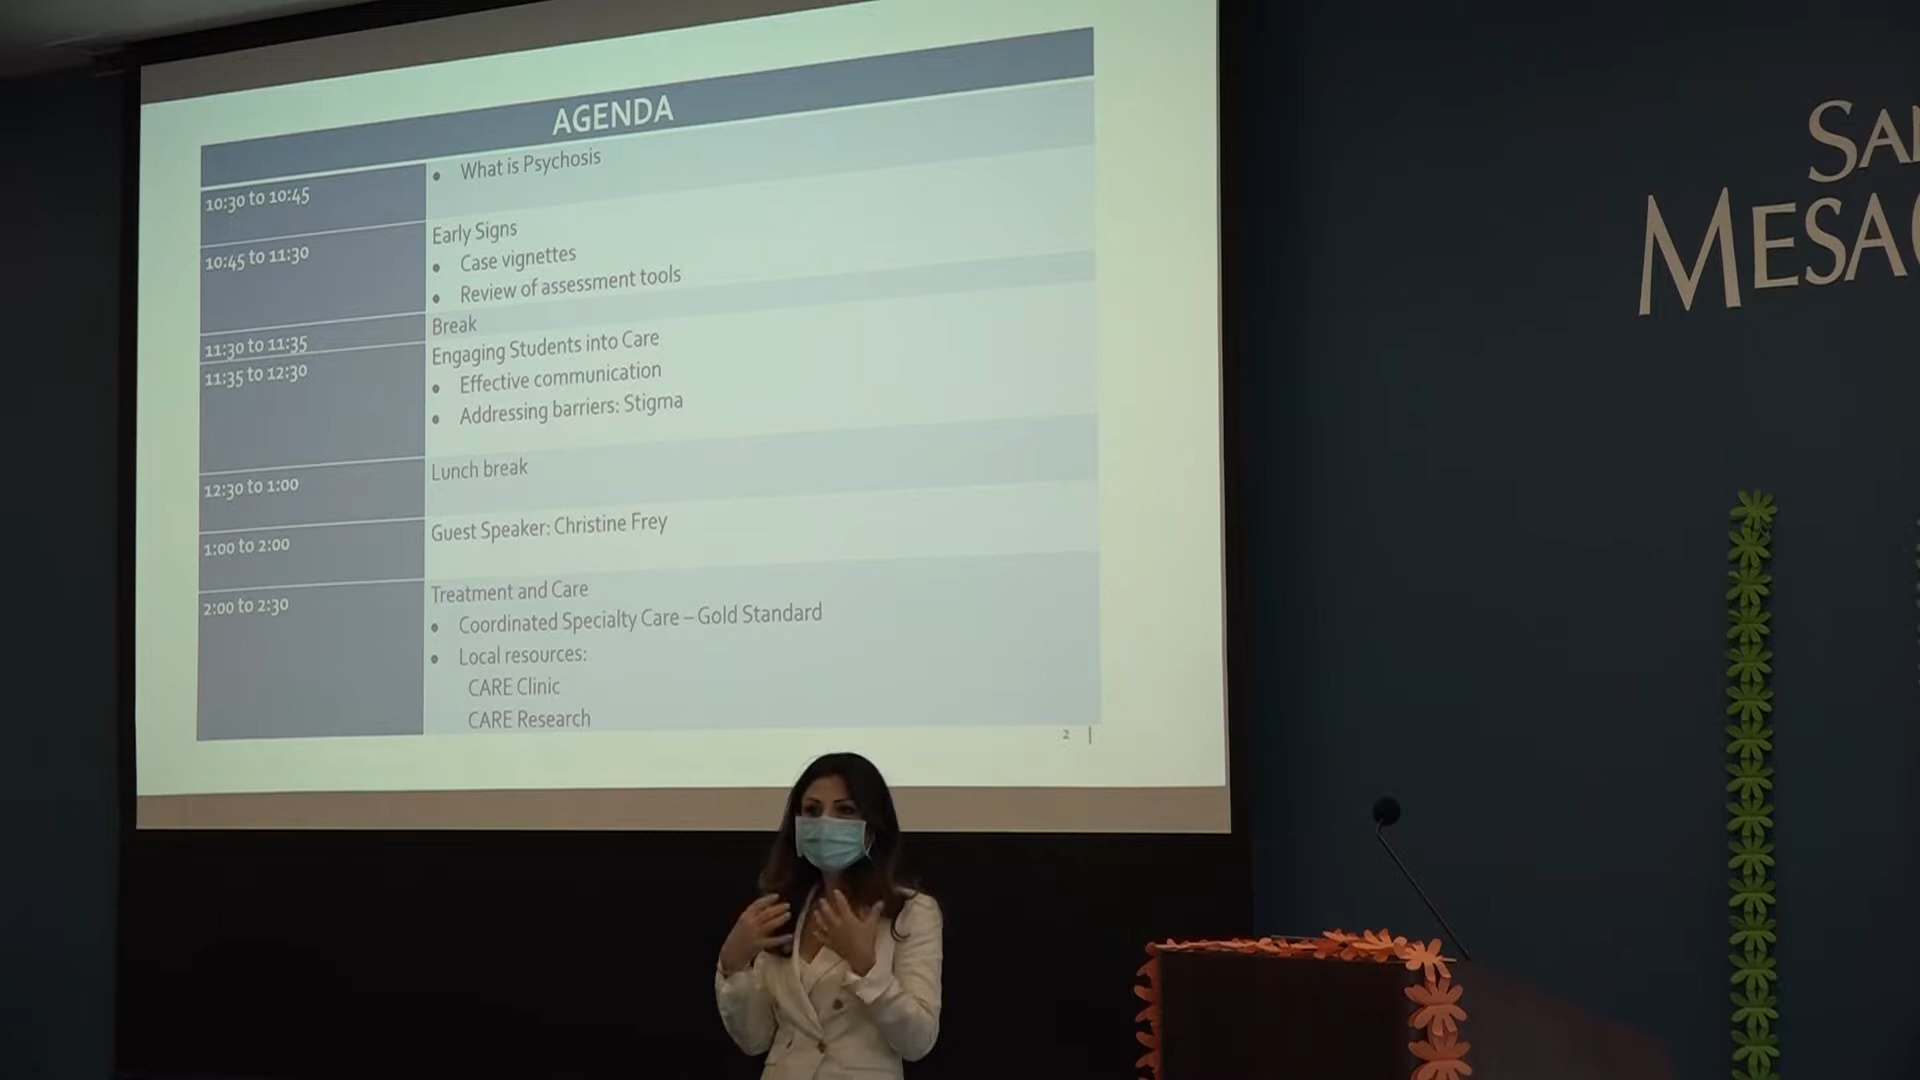 AGENDA
10:30 to 10:45
• What is Psychosis
10:45 to 11:30
Early Signs
• Case vignettes
• Review of assessment tools
11:30 to 11:35
Break
11:35 to 12:30
Engaging Students into Care
• Effective communication
• Addressing barriers: Stigma
12:30 to 1:00
Lunch break
1:00 to 2:00
Guest Speaker: Christine Frey
2:00 to 2:30
Treatment and Care
• Coordinated Specialty Care – Gold Standard
• Local resources:
CARE Clinic
CARE Research
2
SA
MESA